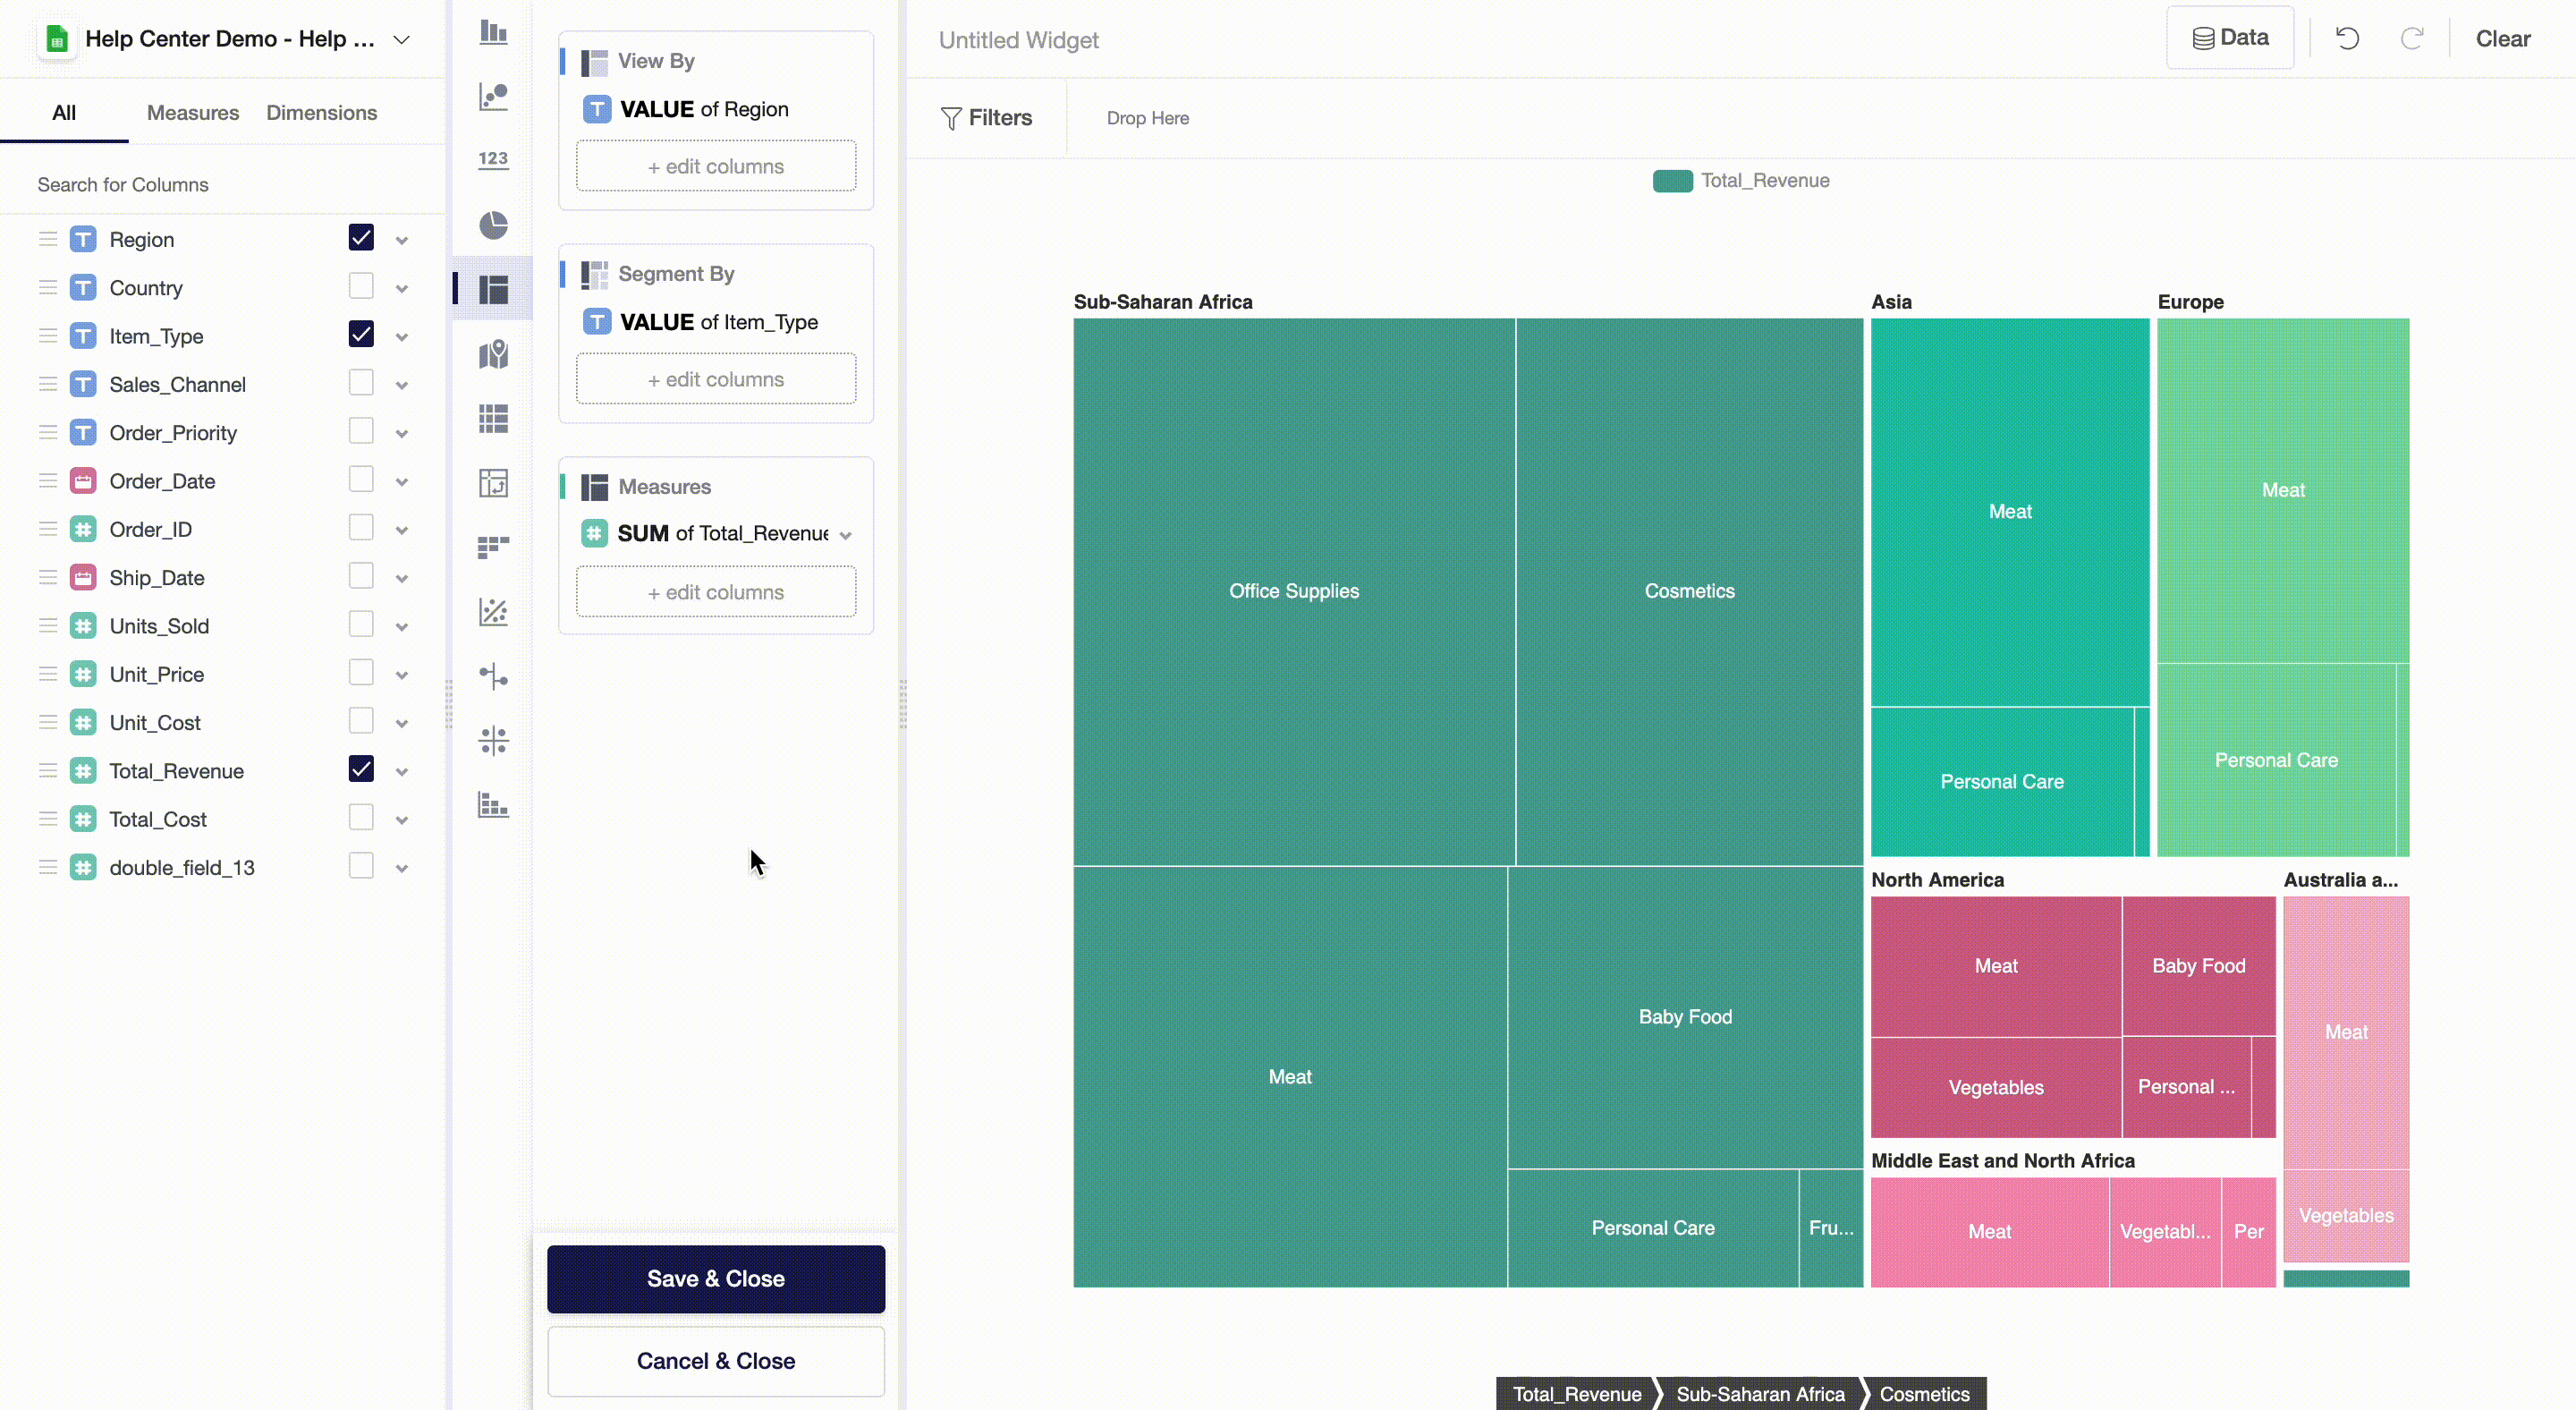 Help Center Demo - Help ...
All Measures Dimensions
Search for Columns
T Region
T Country
T Item_Type
T Sales_Channel
T Order_Priority
Order_Date
# Order_ID
Ship_Date
# Units_Sold
# Unit_Price
# Unit_Cost
# Total_Revenue
# Total_Cost
# double_field_13
123
View By
T VALUE of Region
+ edit columns
Segment By
T VALUE of Item_Type
+ edit columns
Measures
# SUM of Total_Revenue
+ edit columns
Save & Close
Cancel & Close
Untitled Widget
Data
Clear
Filters
Drop Here
Total_Revenue
Sub-Saharan Africa
Office Supplies
Cosmetics
Meat
Baby Food
Personal Care
Fru...
Asia
Meat
Personal Care
Europe
Meat
Personal Care
North America
Meat
Baby Food
Vegetables
Personal ...
Australia a...
Meat
Vegetables
Middle East and North Africa
Meat
Vegetabl...
Per
Total_Revenue
Sub-Saharan Africa
Cosmetics